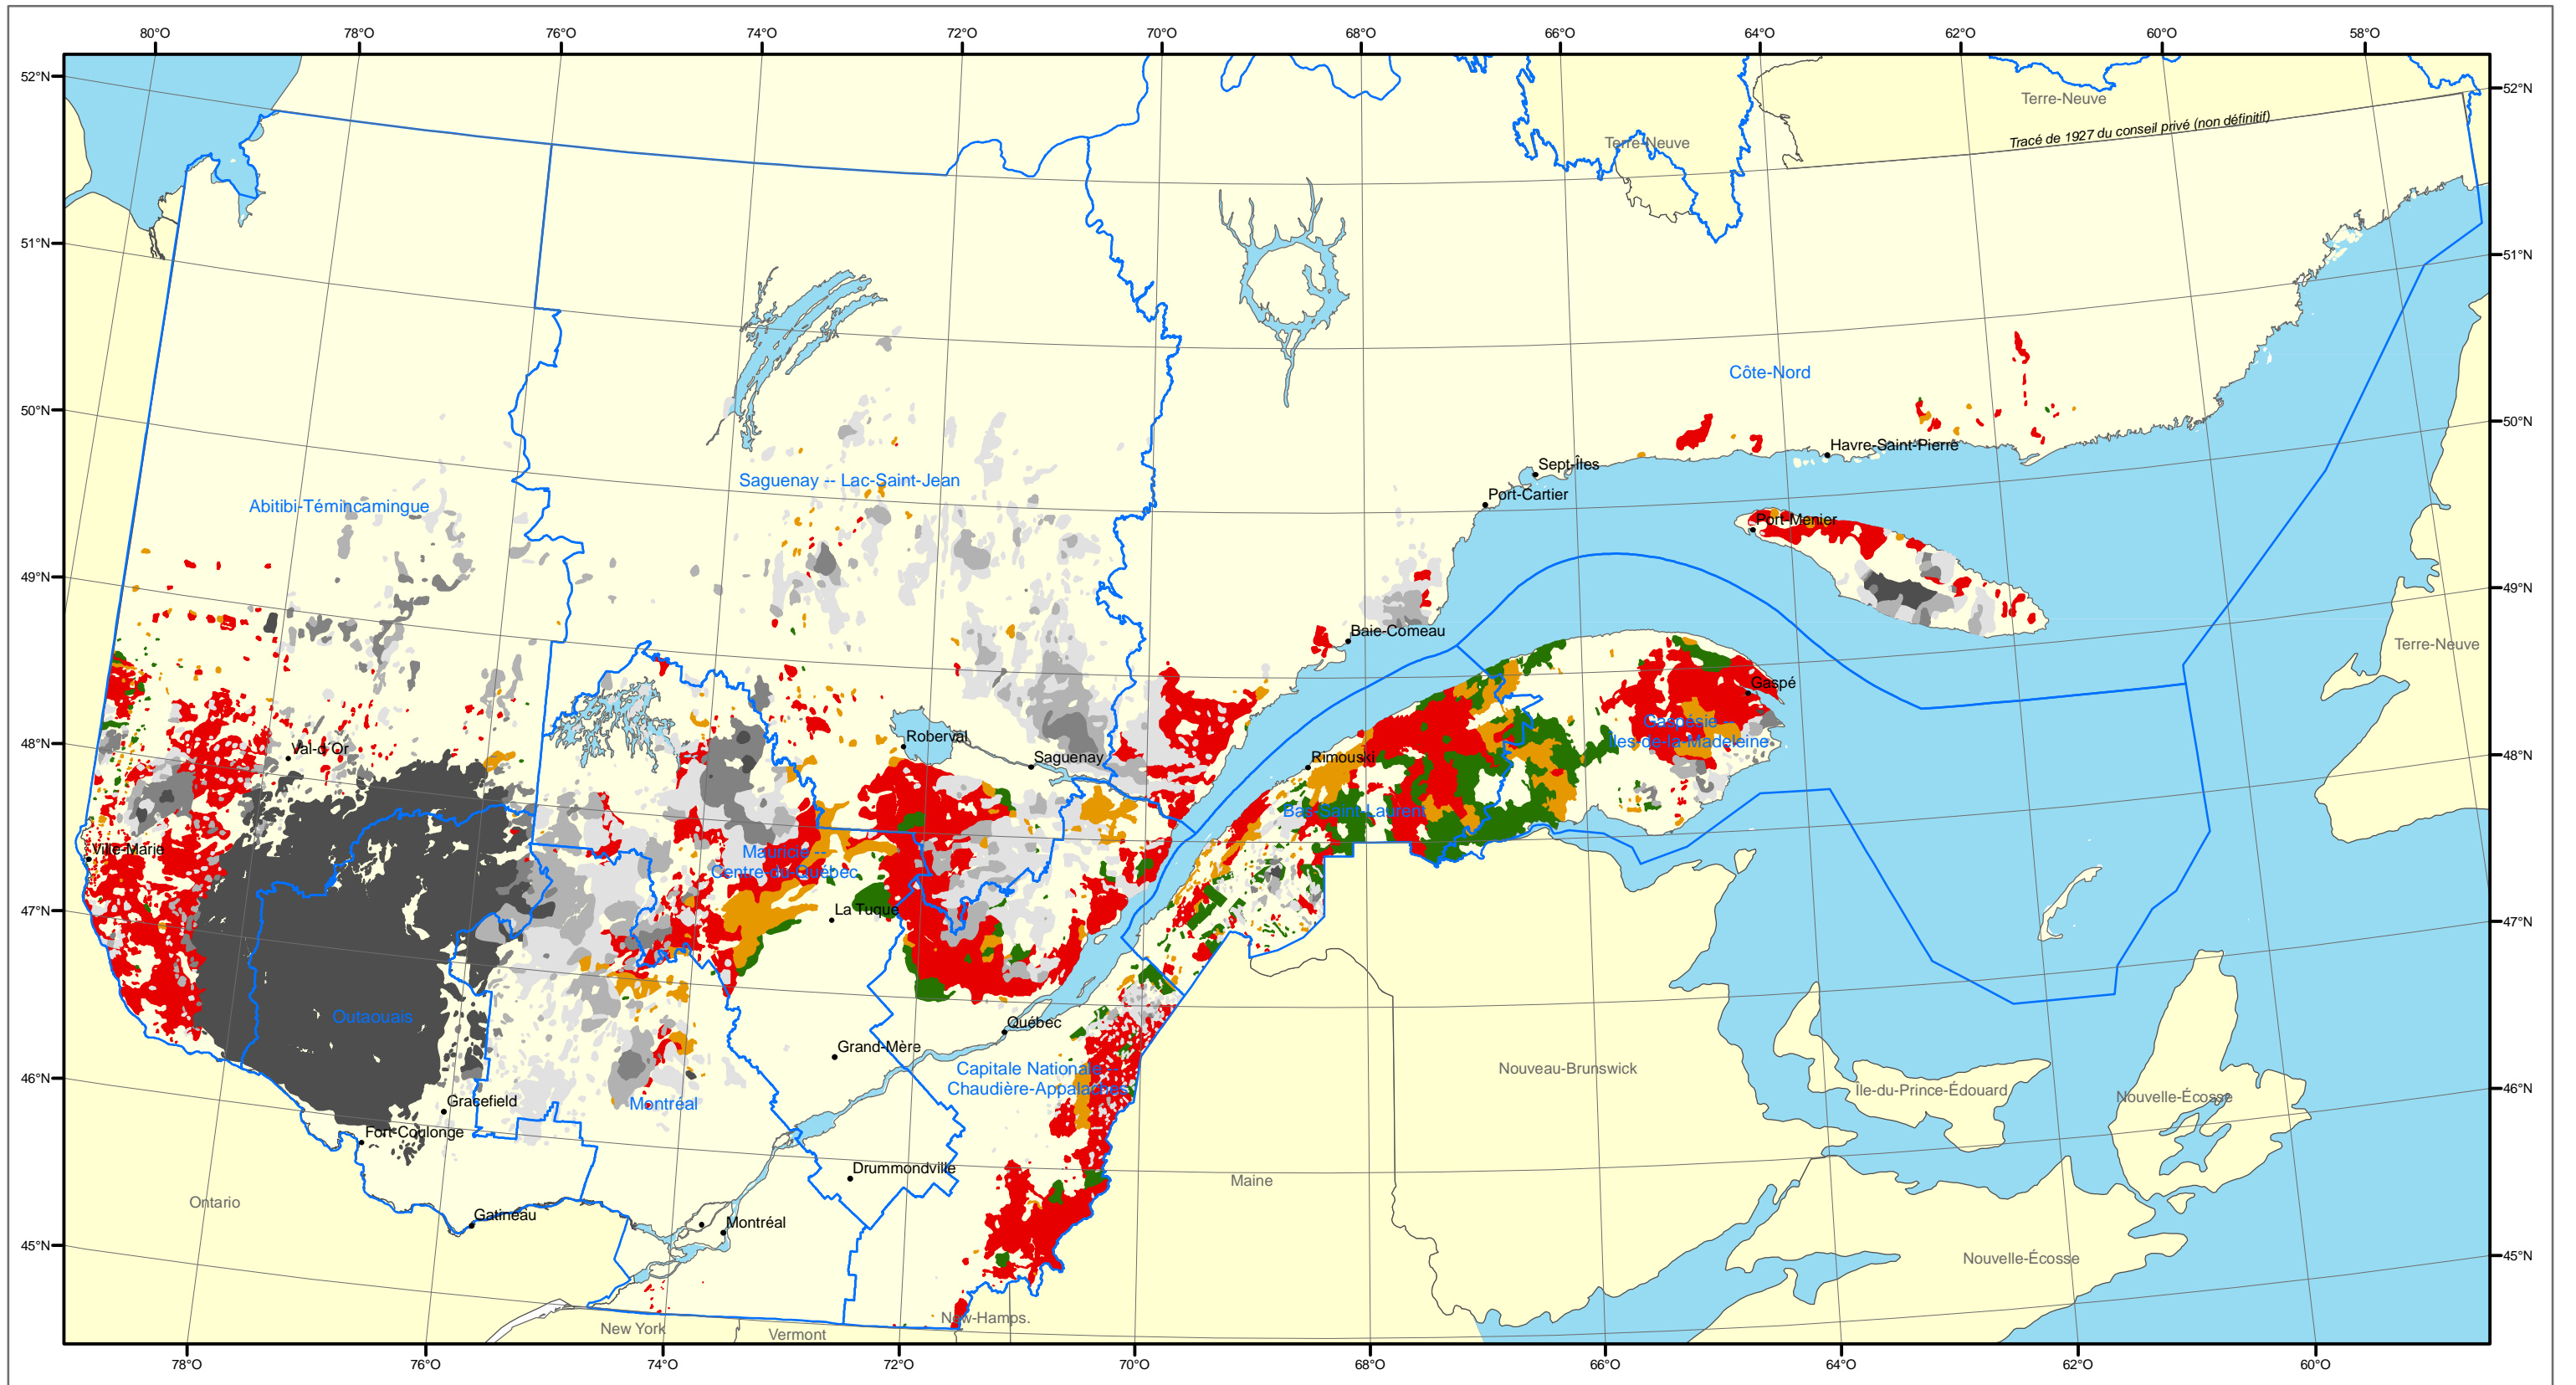 80°O 78°O 76°O 74°O 72°O 70°O 68°O 66°O 64°O 62°O 60°O 58°O
52°N
52°N
Terre-Neuve
Tracé de 1927 du conseil privé (non définitif)
Terre-Neuve
51°N
51°N
Côte-Nord
50°N
50°N
Havre-Saint-Pierre
Sept-Îles
Saguenay -- Lac-Saint-Jean
Port-Cartier
Abitibi-Témincamingue
Port-Menier
49°N
49°N
Baie-Comeau
Terre-Neuve
Gaspé
Gaspésie --
Iles-de-la-Madeleine
Roberval
48°N
48°N
Val-d'Or
Saguenay
Rimouski
Bas-Saint-Laurent
Ville-Marie
Mauricie --
Centre-du-Québec
47°N
47°N
La Tuque
Outaouais
Québec
Grand-Mère
Capitale Nationale --
Chaudière-Appalaches
Nouveau-Brunswick
46°N
46°N
Île-du-Prince-Édouard
Nouvelle-Écosse
Gracefield
Montréal
Fort-Coulonge
Drummondville
Maine
Ontario
Gatineau
Montréal
45°N
45°N
Nouvelle-Écosse
New-Hamps.
New York
Vermont
78°O 76°O 74°O 72°O 70°O 68°O 66°O 64°O 62°O 60°O